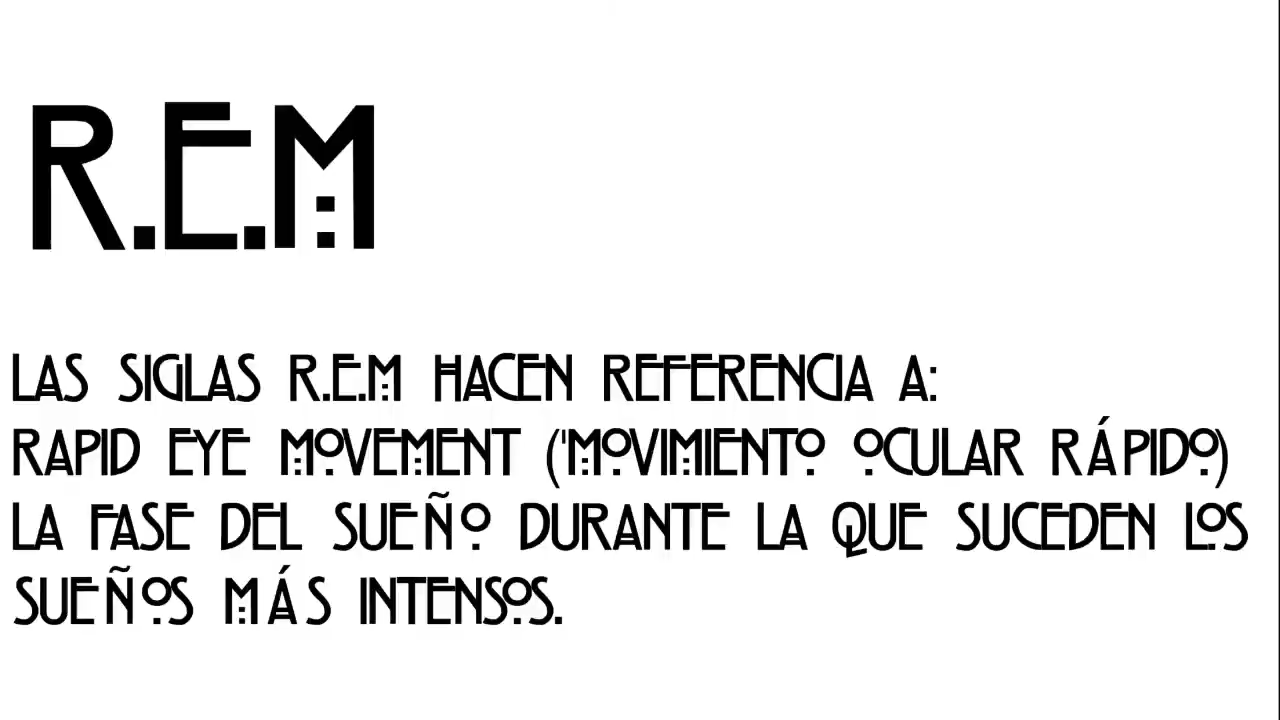 R.E.M
LAS SIGLAS R.E.M HACEN REFERENCIA A:
RAPID EYE MOVEMENT ('MOVIMIENTO OCULAR RÁPIDO)
LA FASE DEL SUEÑO DURANTE LA QUE SUCEDEN LOS
SUEÑOS MÁS INTENSOS.